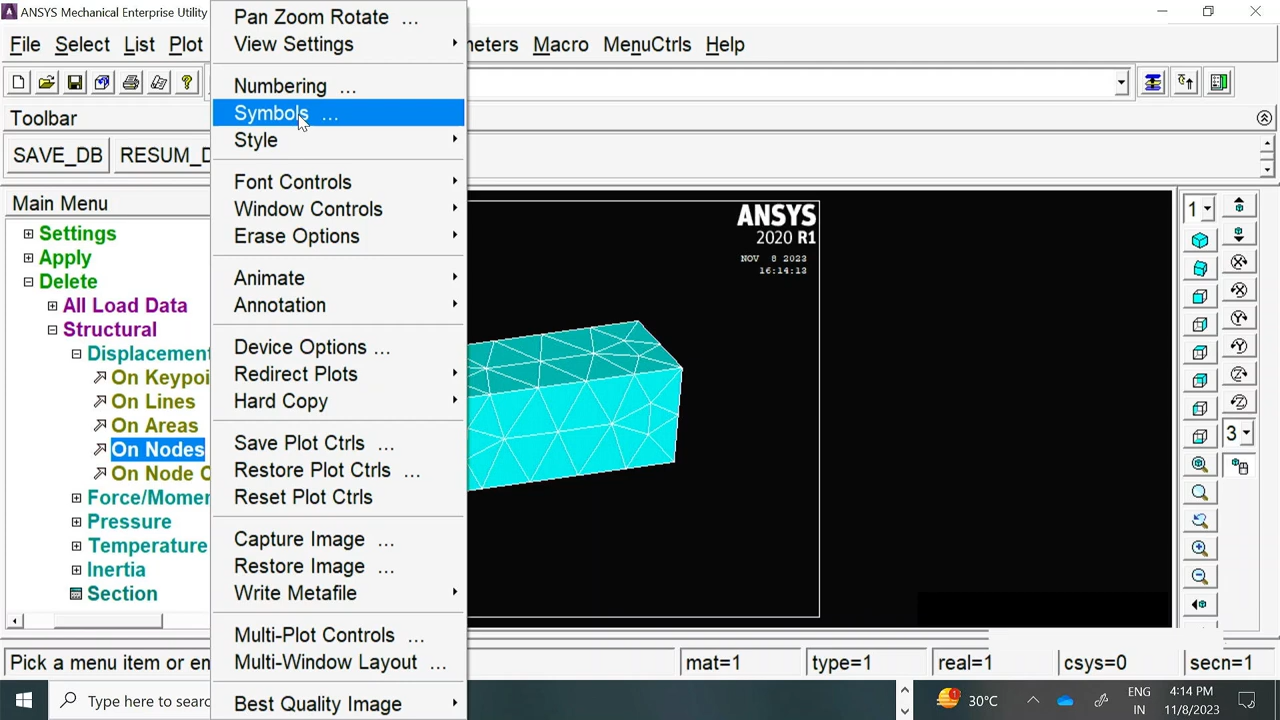 ANSYS Mechanical Enterprise Utility
File Select List Plot
Macro MenuCtrls Help
Toolbar
SAVE_DB
Main Menu
Settings
Apply
Delete
All Load Data
Structural
Displacement
On Keypoi
On Lines
On Areas
On Nodes
On Node C
Force/Momen
Pressure
Temperature
Inertia
Section
Pan Zoom Rotate ...
View Settings
Numbering ...
Symbols ...
Style
Font Controls
Window Controls
Erase Options
Animate
Annotation
Device Options ...
Redirect Plots
Hard Copy
Save Plot Ctrls ...
Restore Plot Ctrls ...
Reset Plot Ctrls
Capture Image ...
Restore Image ...
Write Metafile
Multi-Plot Controls ...
Multi-Window Layout ...
Best Quality Image
ANSYS
2020 R1
NOV 8 2023
16:14:13
1
3
Pick a menu item or en
mat=1
type=1
real=1
csys=0
secn=1
Type here to searc
1
30°C
ENG
IN
4:14 PM
11/8/2023